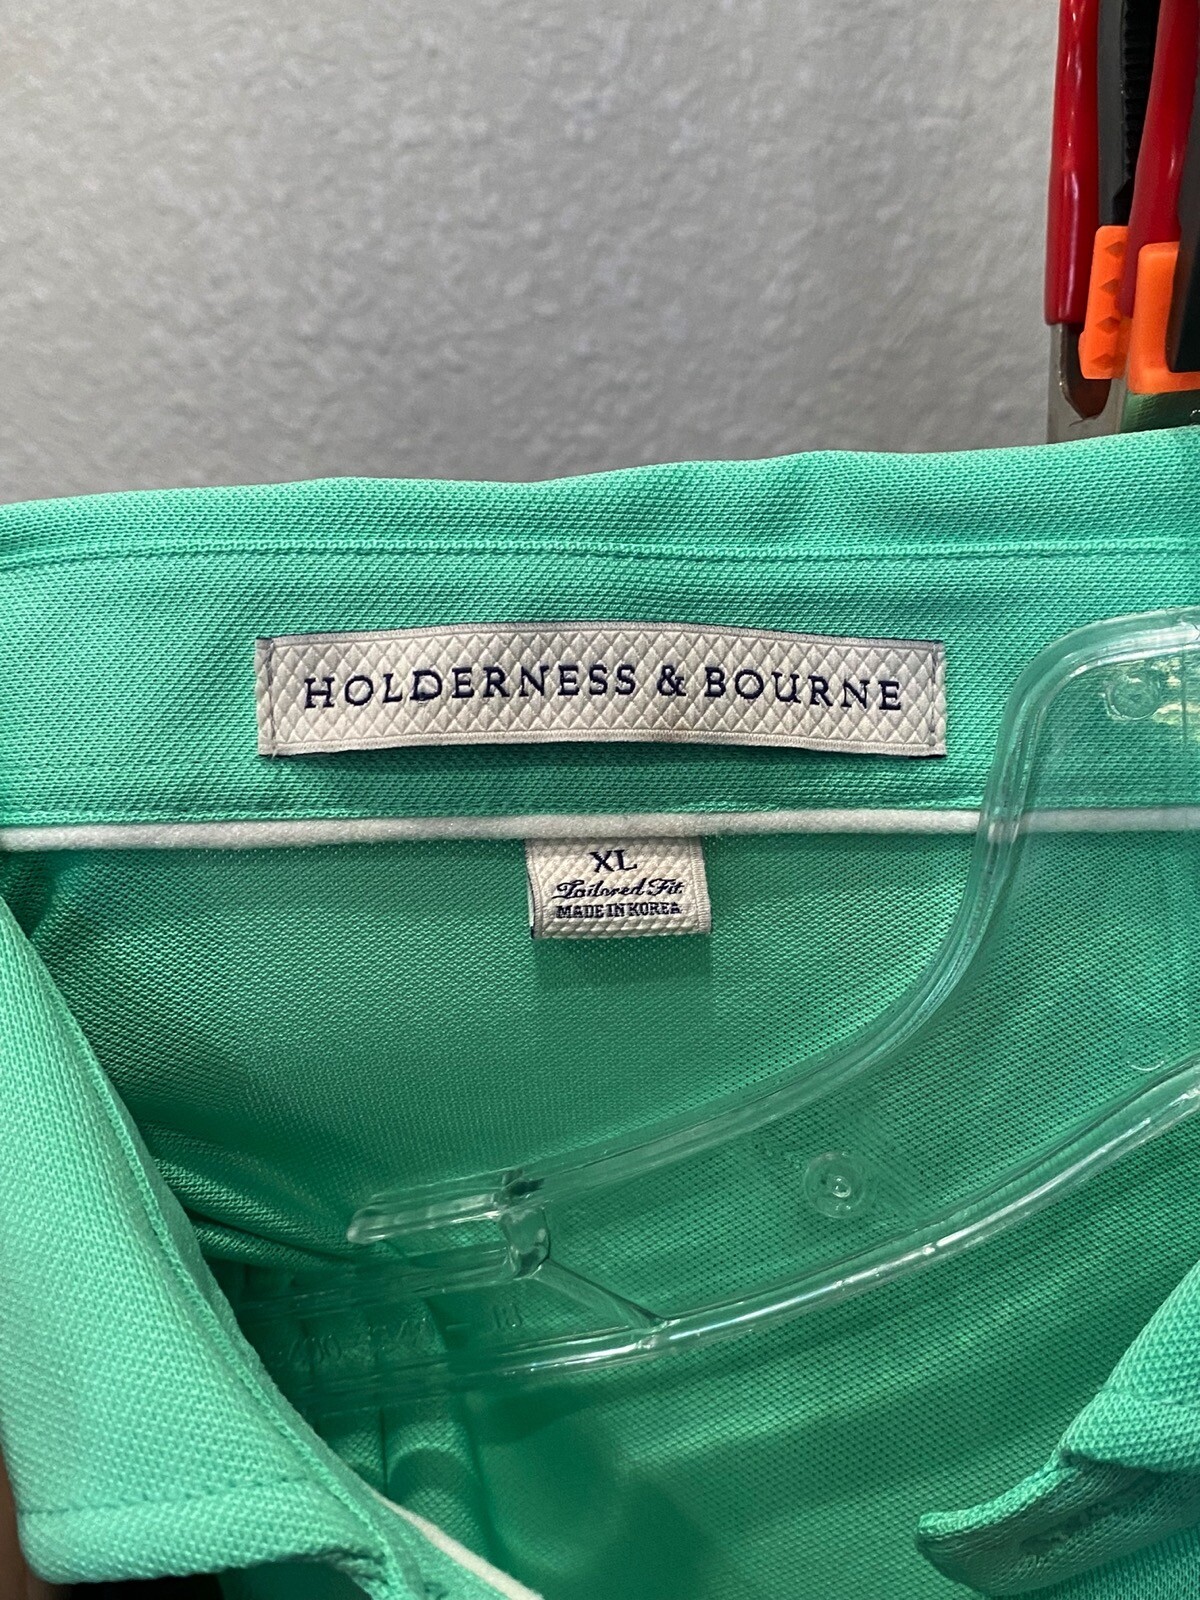 HOLDERNESS & BOURNE
XL
Tailored Fit
MADE IN KOREA